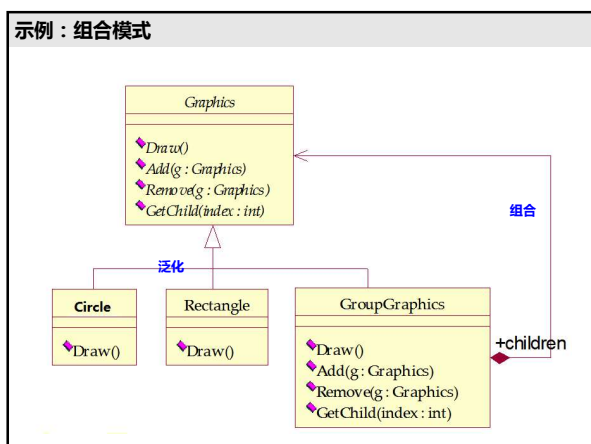 示例：组合模式
Graphics
Draw()
Add(g : Graphics)
Remove(g : Graphics)
GetChild(index : int)
组合
泛化
Circle
Draw()
Rectangle
Draw()
GroupGraphics
Draw()
Add(g : Graphics)
Remove(g : Graphics)
GetChild(index : int)
+children